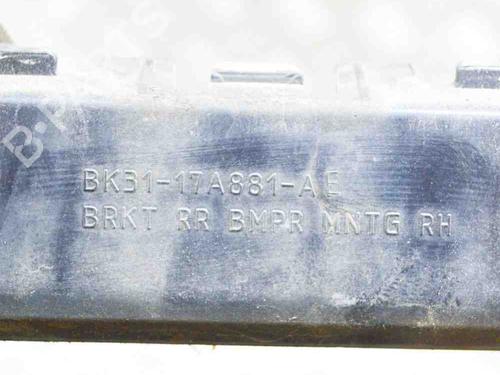 BK31-17A881-AE
BRKT RR BMPR MNTG RH